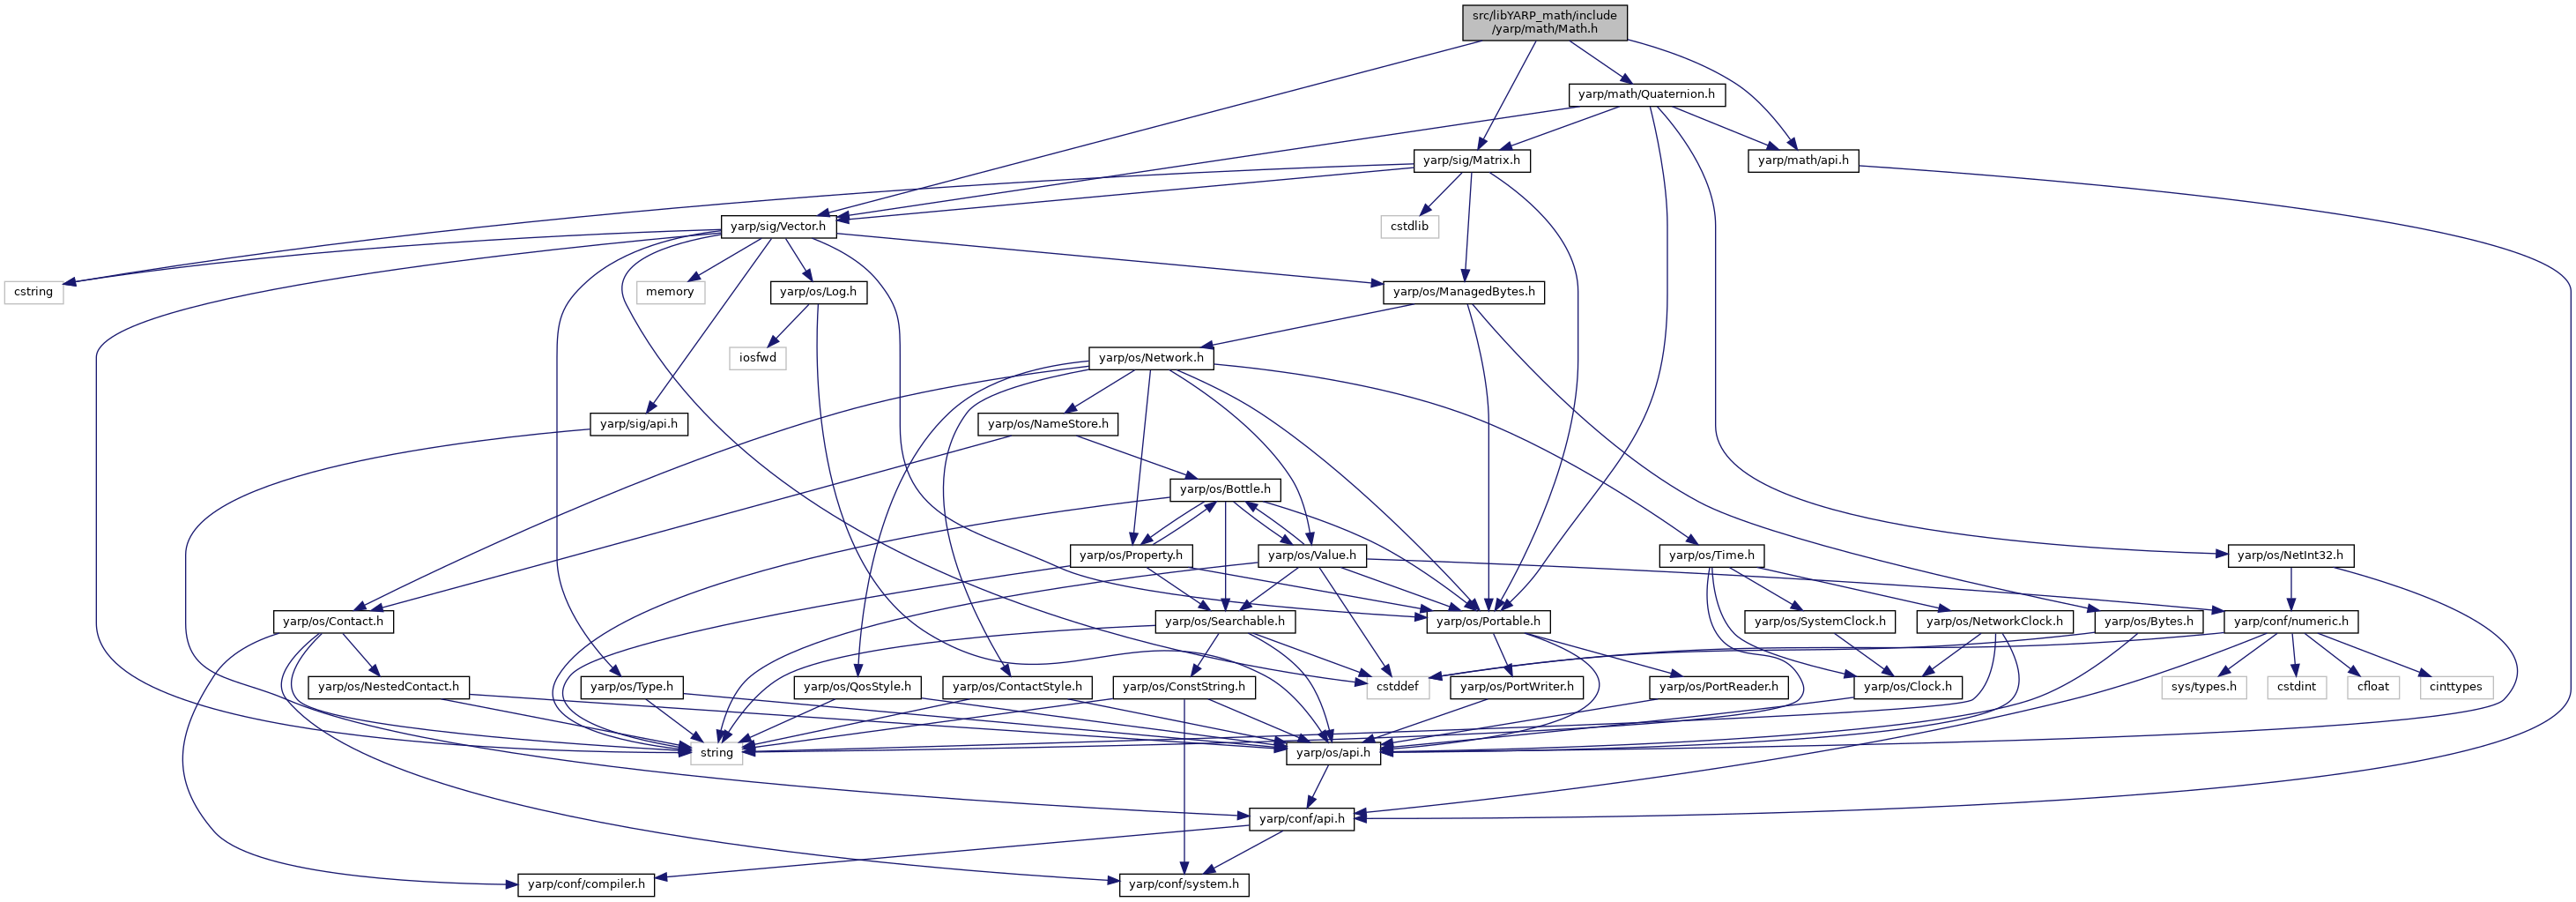 src/libYARP_math/include
/yarp/math/Math.h
yarp/math/Quaternion.h
yarp/sig/Matrix.h
yarp/math/api.h
yarp/sig/Vector.h
cstdlib
cstring
memory
yarp/os/Log.h
yarp/os/ManagedBytes.h
iosfwd
yarp/os/Network.h
yarp/sig/api.h
yarp/os/NameStore.h
yarp/os/Bottle.h
yarp/os/Property.h
yarp/os/Value.h
yarp/os/Time.h
yarp/os/NetInt32.h
yarp/os/Contact.h
yarp/os/Searchable.h
yarp/os/Portable.h
yarp/os/SystemClock.h
yarp/os/NetworkClock.h
yarp/os/Bytes.h
yarp/conf/numeric.h
yarp/os/NestedContact.h
yarp/os/Type.h
yarp/os/QosStyle.h
yarp/os/ContactStyle.h
yarp/os/ConstString.h
cstddef
yarp/os/PortWriter.h
yarp/os/PortReader.h
yarp/os/Clock.h
sys/types.h
cstdint
cfloat
cinttypes
string
yarp/os/api.h
yarp/conf/api.h
yarp/conf/compiler.h
yarp/conf/system.h